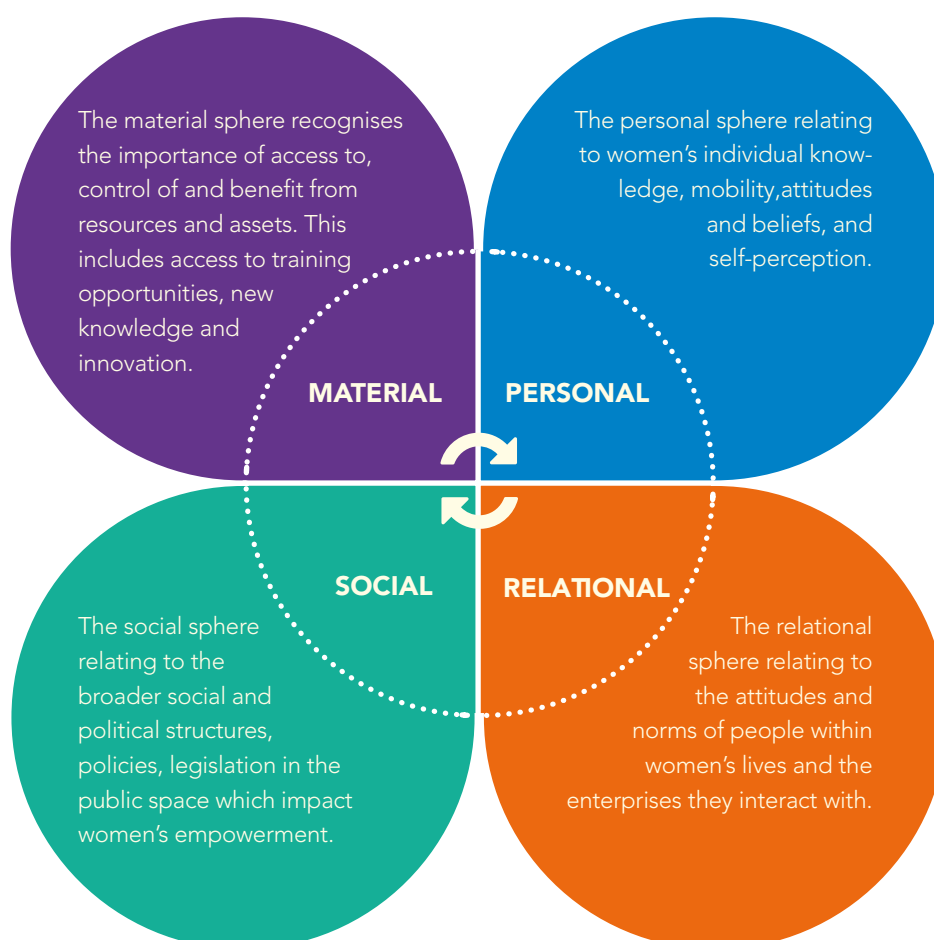 The material sphere recognises
the importance of access to,
control of and benefit from
resources and assets. This
includes access to training
opportunities, new
knowledge and
innovation.
MATERIAL
The personal sphere relating
to women’s individual know-
ledge, mobility,attitudes
and beliefs, and
self-perception.
PERSONAL
SOCIAL
The social sphere
relating to the
broader social and
political structures,
policies, legislation in the
public space which impact
women’s empowerment.
RELATIONAL
The relational
sphere relating to
the attitudes and
norms of people within
women’s lives and the
enterprises they interact with.